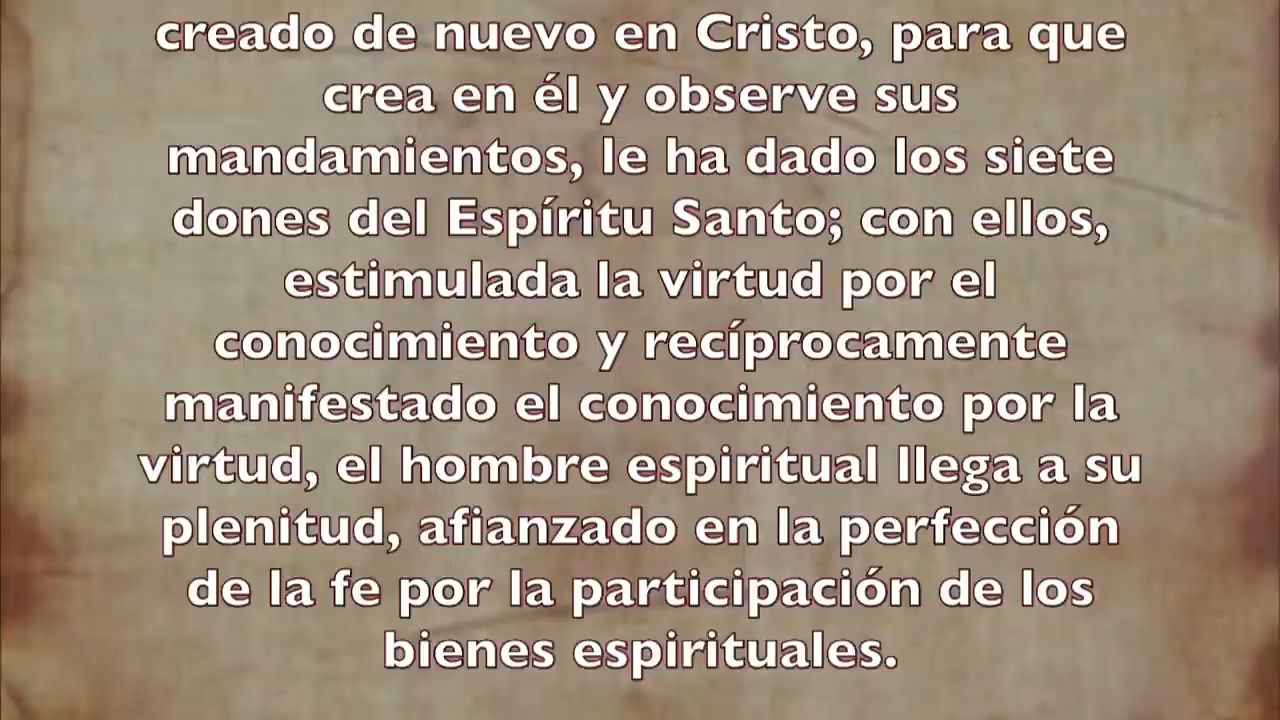 creado de nuevo en Cristo, para que
crea en él y observe sus
mandamientos, le ha dado los siete
dones del Espíritu Santo; con ellos,
estimulada la virtud por el
conocimiento y recíprocamente
manifestado el conocimiento por la
virtud, el hombre espiritual llega a su
plenitud, afianzado en la perfección
de la fe por la participación de los
bienes espirituales.